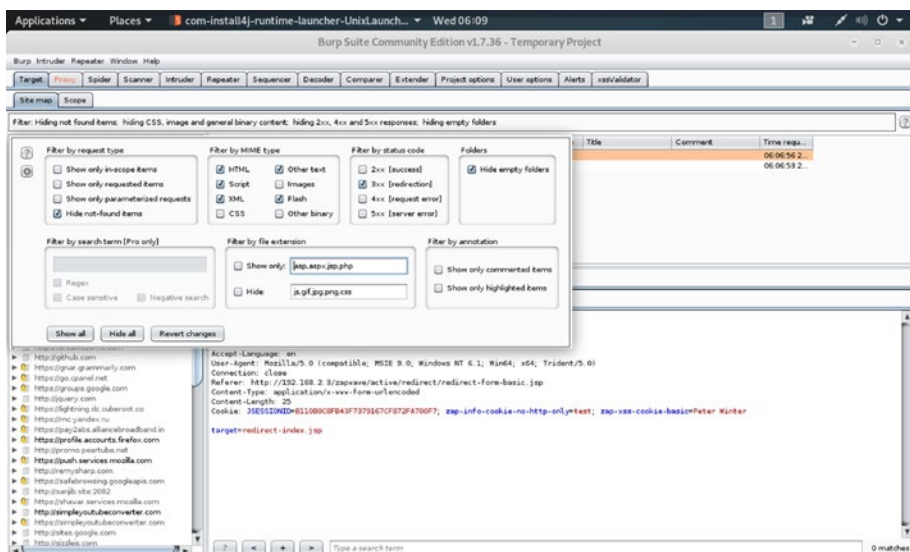 Applications Places com-install4j-runtime-launcher-UnixLaunch... Wed 06:09 1
Burp Suite Community Edition v1.7.36 - Temporary Project
Burp Intruder Repeater Window Help
Target Proxy Spider Scanner Intruder Repeater Sequencer Decoder Comparer Extender Project options User options Alerts xssValidator
Site map Scope
Filter: Hiding not found items; hiding CSS, image and general binary content; hiding 2xx, 4xx and 5xx responses; hiding empty folders
Title Comment Time requ...
06:06:56 2...
06:06:53 2...
Filter by request type
Show only in-scope items
Show only requested items
Show only parameterized requests
Hide not-found items
Filter by MIME type
HTML Other text
Script Images
XML Flash
CSS Other binary
Filter by status code
2xx [success]
3xx [redirection]
4xx [request error]
5xx [server error]
Folders
Hide empty folders
Filter by search term [Pro only]
Regex
Case sensitive Negative search
Filter by file extension
Show only: asp,aspx,jsp,php
Hide: js,gif,jpg,png,css
Filter by annotation
Show only commented items
Show only highlighted items
Show all Hide all Revert changes
http://github.com
https://gnar.grammarly.com
https://go.cpanel.net
https://groups.google.com
http://jquery.com
https://lightning.dc.cuberoot.co
https://mc.yandex.ru
https://pay2abs.alliancebroadband.in
https://profile.accounts.firefox.com
http://promo.peertube.net
https://push.services.mozilla.com
http://remysharp.com
https://safebrowsing.googleapis.com
http://sanjib.site:2082
https://shavar.services.mozilla.com
http://simpleyoutubeconverter.com
https://simpleyoutubeconverter.com
http://sites.google.com
http://sizzlejs.com
Accept-Language: en
User-Agent: Mozilla/5.0 (compatible; MSIE 9.0; Windows NT 6.1; Win64; x64; Trident/5.0)
Connection: close
Referer: http://192.168.2.3/zapwave/active/redirect/redirect-form-basic.jsp
Content-Type: application/x-www-form-urlencoded
Content-Length: 25
Cookie: JSESSIONID=B110B0C8FB43F7379167CF072FA700F7; zap-info-cookie-no-http-only=test; zap-xss-cookie-basic=Peter Winter
target=redirect-index.jsp
? < + > Type a search term 0 matches